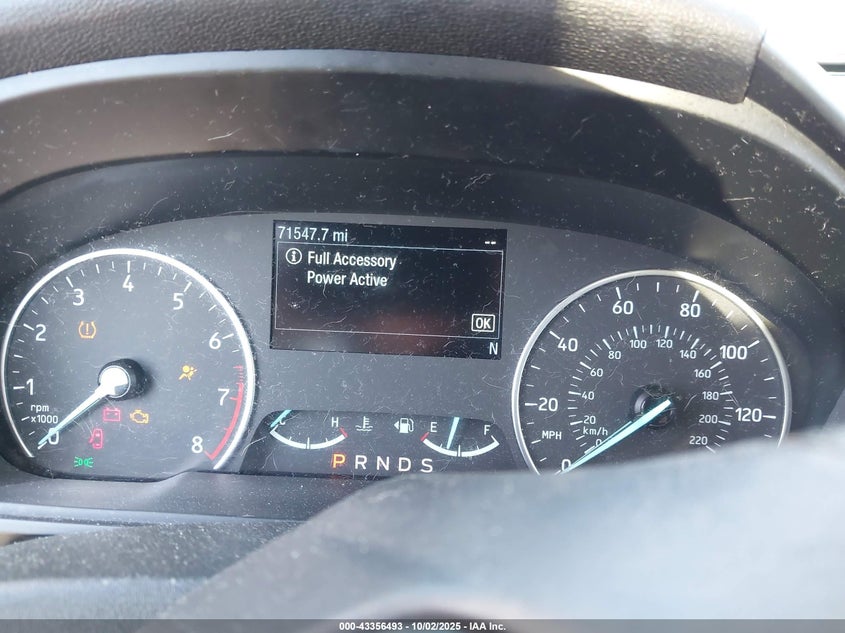 71547.7 mi --
Full Accessory
Power Active
OK
N
0 1 2 3 4 5 6 7 8
rpm
x1000
C H
E F
P R N D S
0 20 40 60 80 100 120
MPH
0 20 40 60 80 100 120 140 160 180 200 220
km/h
000-43356493 - 10/02/2025 - IAA Inc.